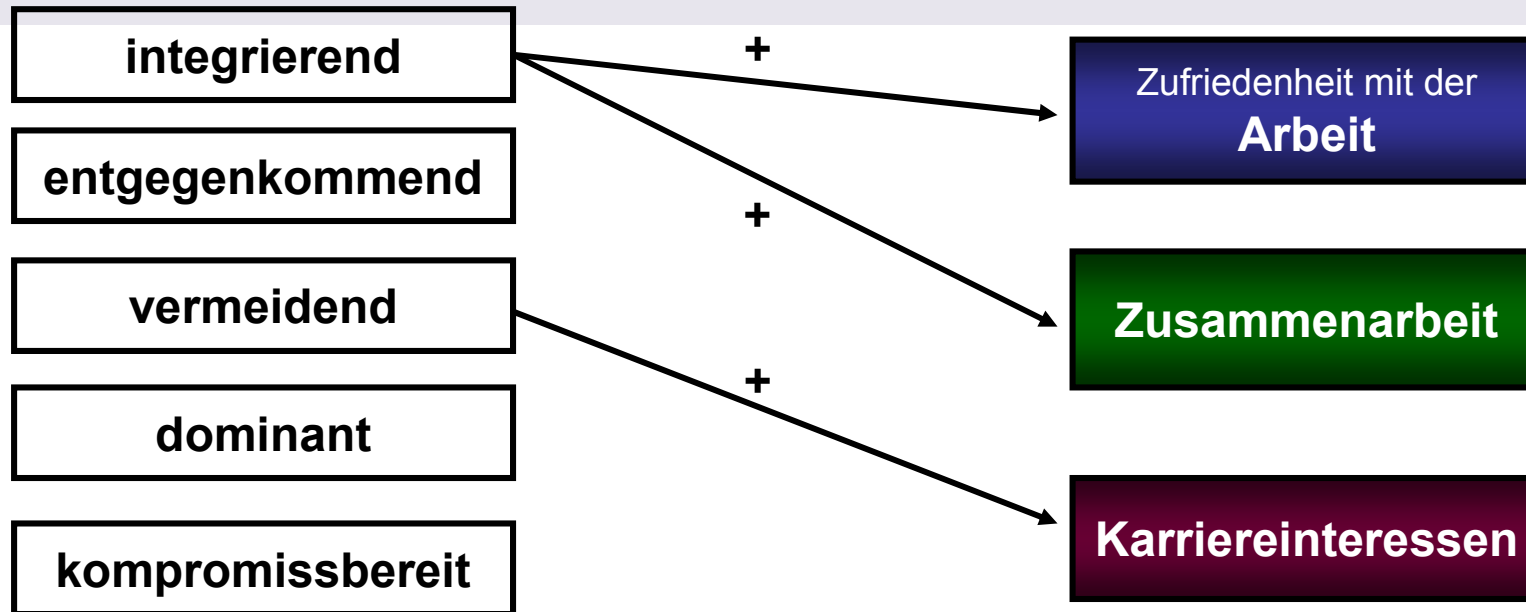 integrierend
+
Zufriedenheit mit der
Arbeit
entgegenkommend
+
vermeidend
Zusammenarbeit
+
dominant
Karriereinteressen
kompromissbereit